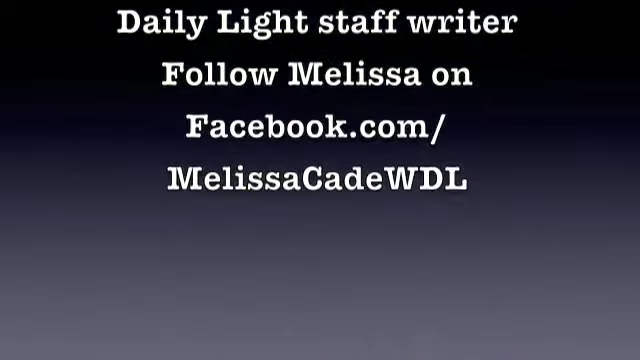 Daily Light staff writer
Follow Melissa on
Facebook.com/
MelissaCadeWDL